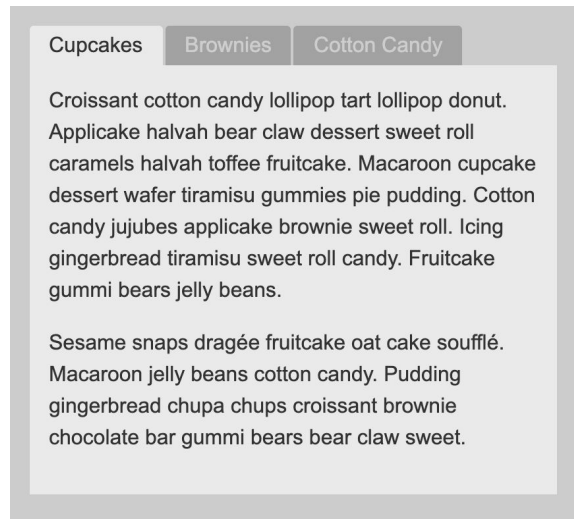 Cupcakes Brownies Cotton Candy
Croissant cotton candy lollipop tart lollipop donut.
Applicake halvah bear claw dessert sweet roll
caramels halvah toffee fruitcake. Macaroon cupcake
dessert wafer tiramisu gummies pie pudding. Cotton
candy jujubes applicake brownie sweet roll. Icing
gingerbread tiramisu sweet roll candy. Fruitcake
gummi bears jelly beans.
Sesame snaps dragée fruitcake oat cake soufflé.
Macaroon jelly beans cotton candy. Pudding
gingerbread chupa chups croissant brownie
chocolate bar gummi bears bear claw sweet.